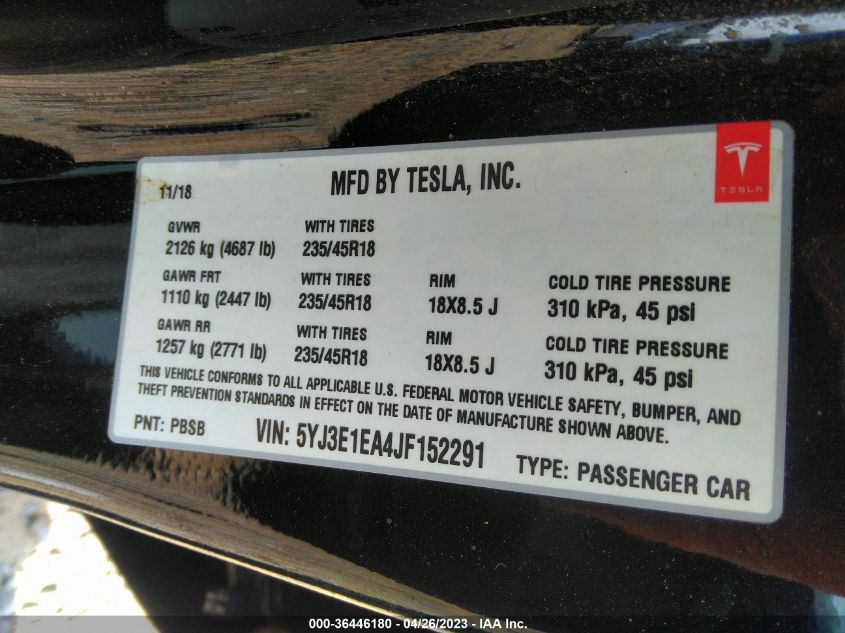 11/18 MFD BY TESLA, INC.
TESLA
GVWR WITH TIRES
2126 kg (4687 lb) 235/45R18
GAWR FRT WITH TIRES RIM COLD TIRE PRESSURE
1110 kg (2447 lb) 235/45R18 18X8.5 J 310 kPa, 45 psi
GAWR RR WITH TIRES RIM COLD TIRE PRESSURE
1257 kg (2771 lb) 235/45R18 18X8.5 J 310 kPa, 45 psi
THIS VEHICLE CONFORMS TO ALL APPLICABLE U.S. FEDERAL MOTOR VEHICLE SAFETY, BUMPER, AND
THEFT PREVENTION STANDARDS IN EFFECT ON THE DATE OF MANUFACTURE SHOWN ABOVE.
PNT: PBSB VIN: 5YJ3E1EA4JF152291 TYPE: PASSENGER CAR
000-36446180 - 04/26/2023 - IAA Inc.